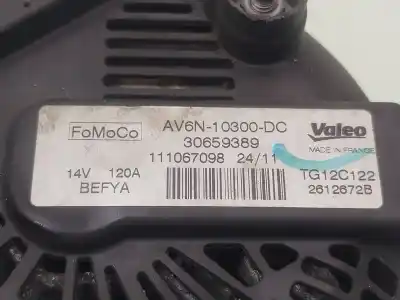 FoMoCo AV6N-10300-DC Valeo
30659389 MADE IN FRANCE
111067098 24/11
14V 120A TG12C122
BEFYA 2612672B